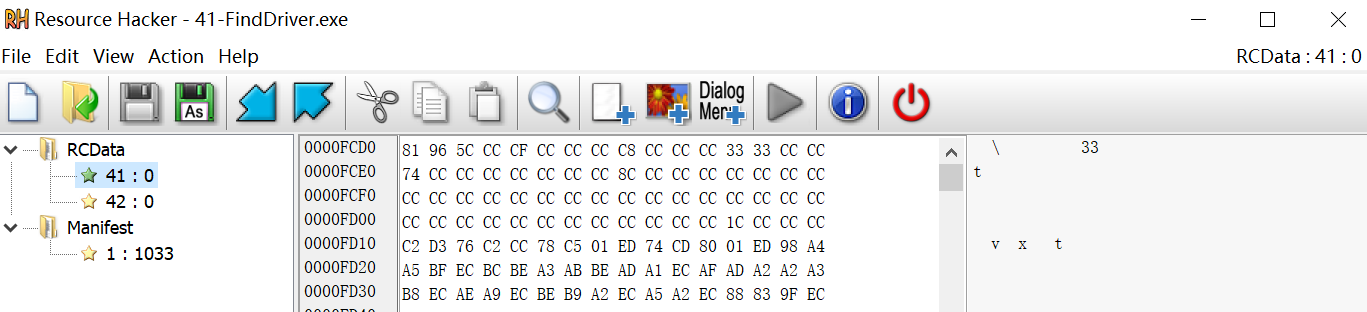 Resource Hacker - 41-FindDriver.exe
File Edit View Action Help RCData : 41 : 0
As Dialog Mer
RCData
41 : 0
42 : 0
Manifest
1 : 1033
0000FCD0 81 96 5C CC CF CC CC CC C8 CC CC CC 33 33 CC CC \ 33
0000FCE0 74 CC CC CC CC CC CC CC 8C CC CC CC CC CC CC CC t
0000FCF0 CC CC CC CC CC CC CC CC CC CC CC CC CC CC CC CC
0000FD00 CC CC CC CC CC CC CC CC CC CC CC CC 1C CC CC CC
0000FD10 C2 D3 76 C2 CC 78 C5 01 ED 74 CD 80 01 ED 98 A4 v x t
0000FD20 A5 BF EC BC BE A3 AB BE AD A1 EC AF AD A2 A2 A3
0000FD30 B8 EC AE A9 EC BE B9 A2 EC A5 A2 EC 88 83 9F EC